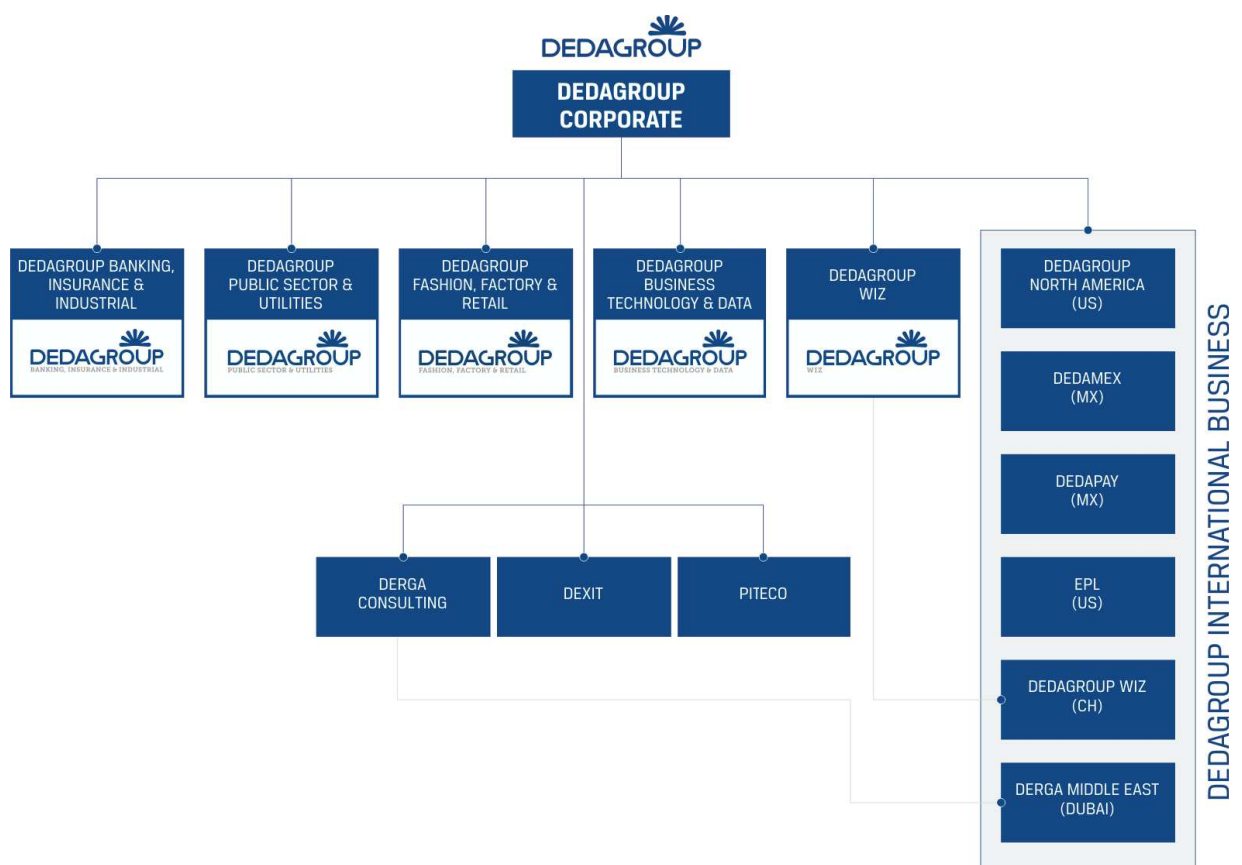 DEDAGROUP
DEDAGROUP
CORPORATE
DEDAGROUP BANKING,
INSURANCE &
INDUSTRIAL
DEDAGROUP
BANKING, INSURANCE & INDUSTRIAL
DEDAGROUP
PUBLIC SECTOR &
UTILITIES
DEDAGROUP
PUBLIC SECTOR & UTILITIES
DEDAGROUP
FASHION, FACTORY &
RETAIL
DEDAGROUP
FASHION, FACTORY & RETAIL
DEDAGROUP
BUSINESS
TECHNOLOGY & DATA
DEDAGROUP
BUSINESS TECHNOLOGY & DATA
DEDAGROUP
WIZ
DEDAGROUP
WIZ
DERGA
CONSULTING
DEXIT
PITECO
DEDAGROUP
NORTH AMERICA
(US)
DEDAMEX
(MX)
DEDAPAY
(MX)
EPL
(US)
DEDAGROUP WIZ
(CH)
DERGA MIDDLE EAST
(DUBAI)
DEDAGROUP INTERNATIONAL BUSINESS